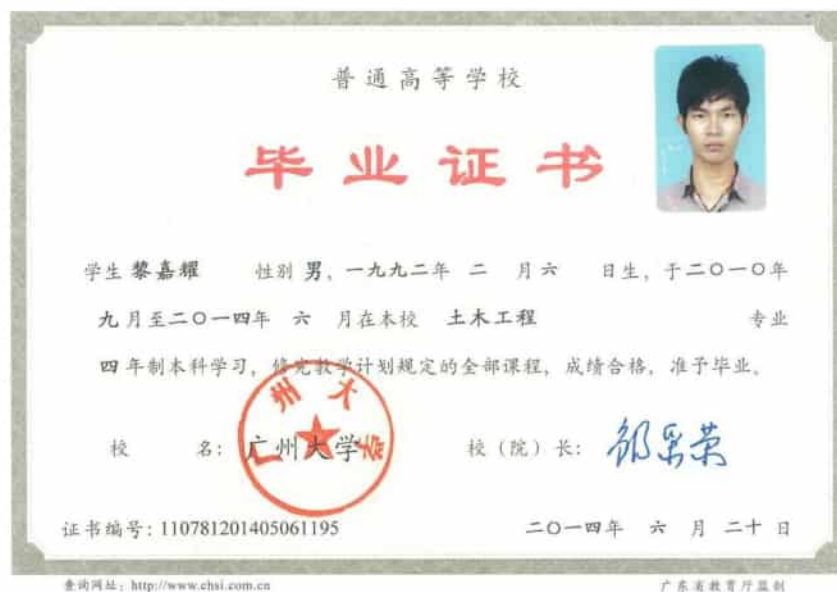 普通高等学校
毕业证书
学生 黎嘉耀 性别 男，一九九二年 二 月 六 日生，于二〇一〇年
九月至二〇一四年 六 月在本校 土木工程 专业
四年制本科学习，修完教学计划规定的全部课程，成绩合格，准予毕业。
广州大学
校 名：广州大学 校（院）长：
证书编号：110781201405061195 二〇一四年 六 月 二十 日
查询网址：http://www.chsi.com.cn 广东省教育厅监制